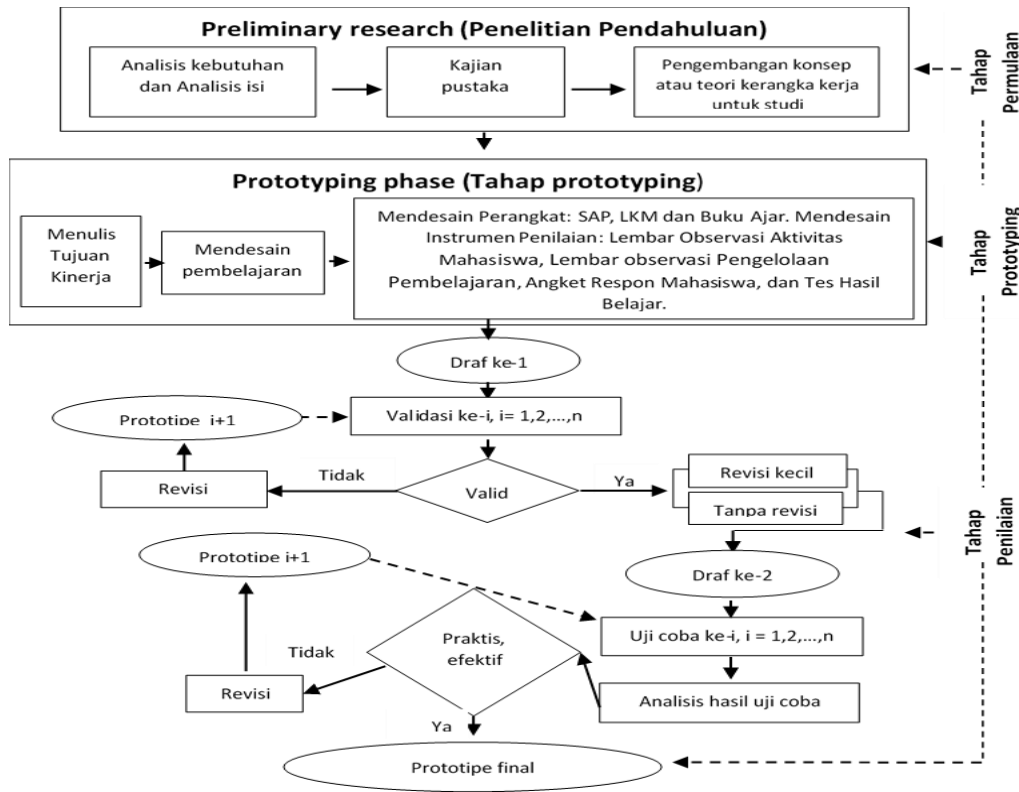 Preliminary research (Penelitian Pendahuluan)
Analisis kebutuhan
dan Analisis isi
Kajian
pustaka
Pengembangan konsep
atau teori kerangka kerja
untuk studi
Tahap
Permulaan
Prototyping phase (Tahap prototyping)
Menulis
Tujuan
Kinerja
Mendesain
pembelajaran
Mendesain Perangkat: SAP, LKM dan Buku Ajar. Mendesain
Instrumen Penilaian: Lembar Observasi Aktivitas
Mahasiswa, Lembar observasi Pengelolaan
Pembelajaran, Angket Respon Mahasiswa, dan Tes Hasil
Belajar.
Tahap
Prototyping
Draf ke-1
Prototipe i+1
Validasi ke-i, i= 1,2,...,n
Tidak
Revisi
Valid
Ya
Revisi kecil
Tanpa revisi
Tahap
Penilaian
Prototipe i+1
Draf ke-2
Uji coba ke-i, i = 1,2,...,n
Praktis,
efektif
Tidak
Revisi
Analisis hasil uji coba
Ya
Prototipe final